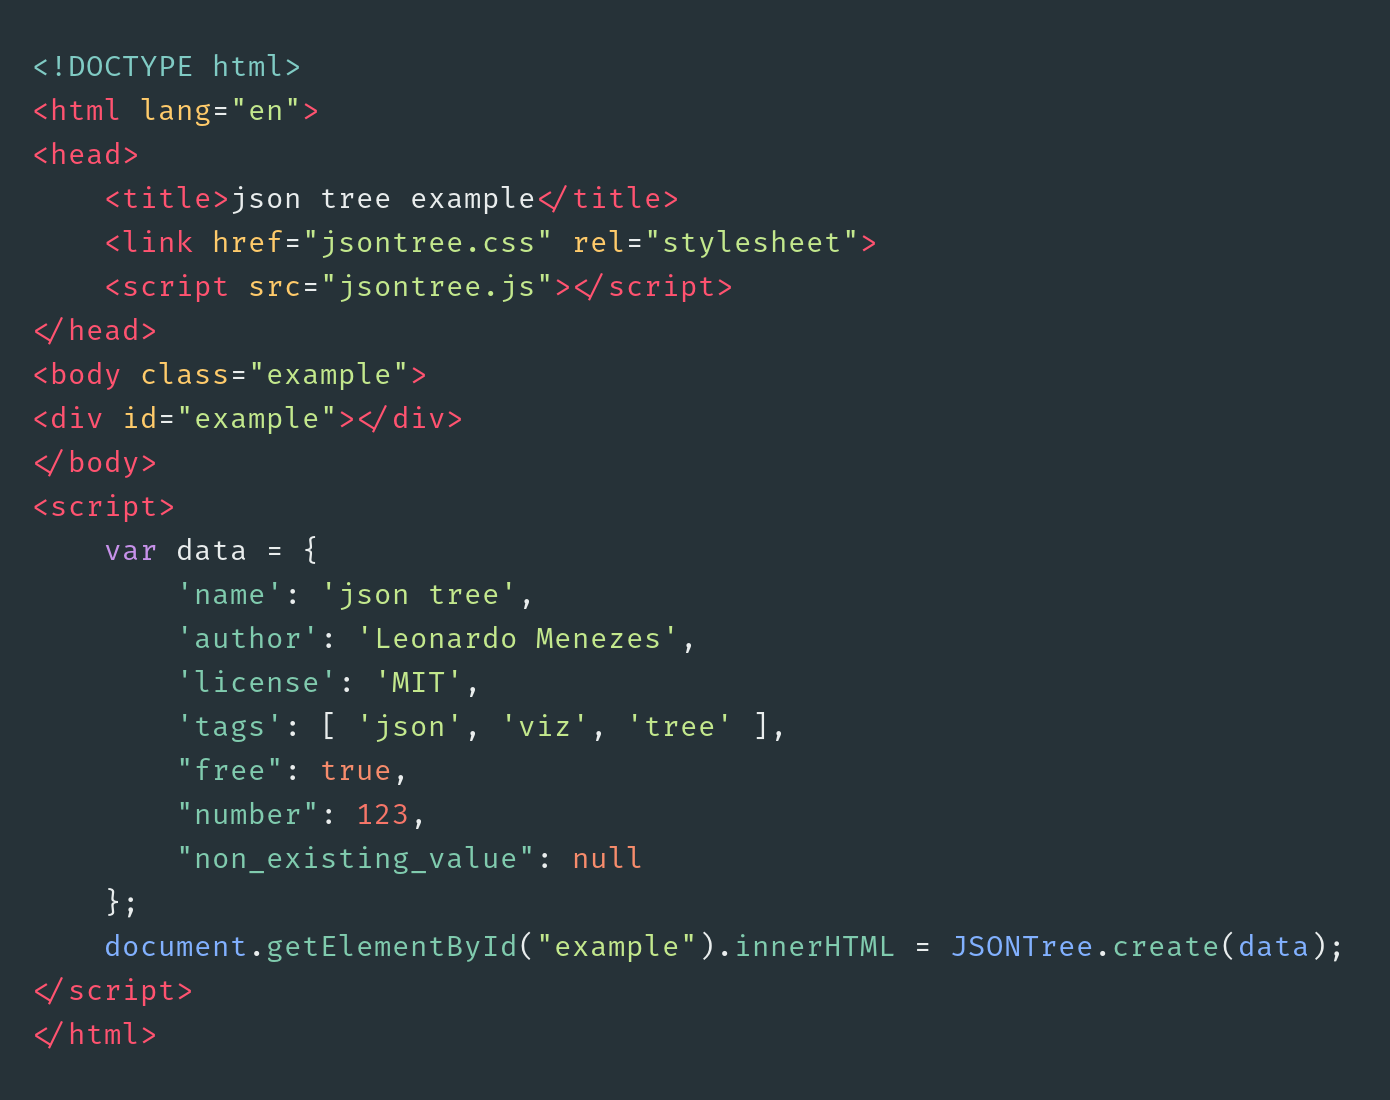 <!DOCTYPE html>
<html lang="en">
<head>
    <title>json tree example</title>
    <link href="jsontree.css" rel="stylesheet">
    <script src="jsontree.js"></script>
</head>
<body class="example">
<div id="example"></div>
</body>
<script>
    var data = {
        'name': 'json tree',
        'author': 'Leonardo Menezes',
        'license': 'MIT',
        'tags': [ 'json', 'viz', 'tree' ],
        "free": true,
        "number": 123,
        "non_existing_value": null
    };
    document.getElementById("example").innerHTML = JSONTree.create(data);
</script>
</html>